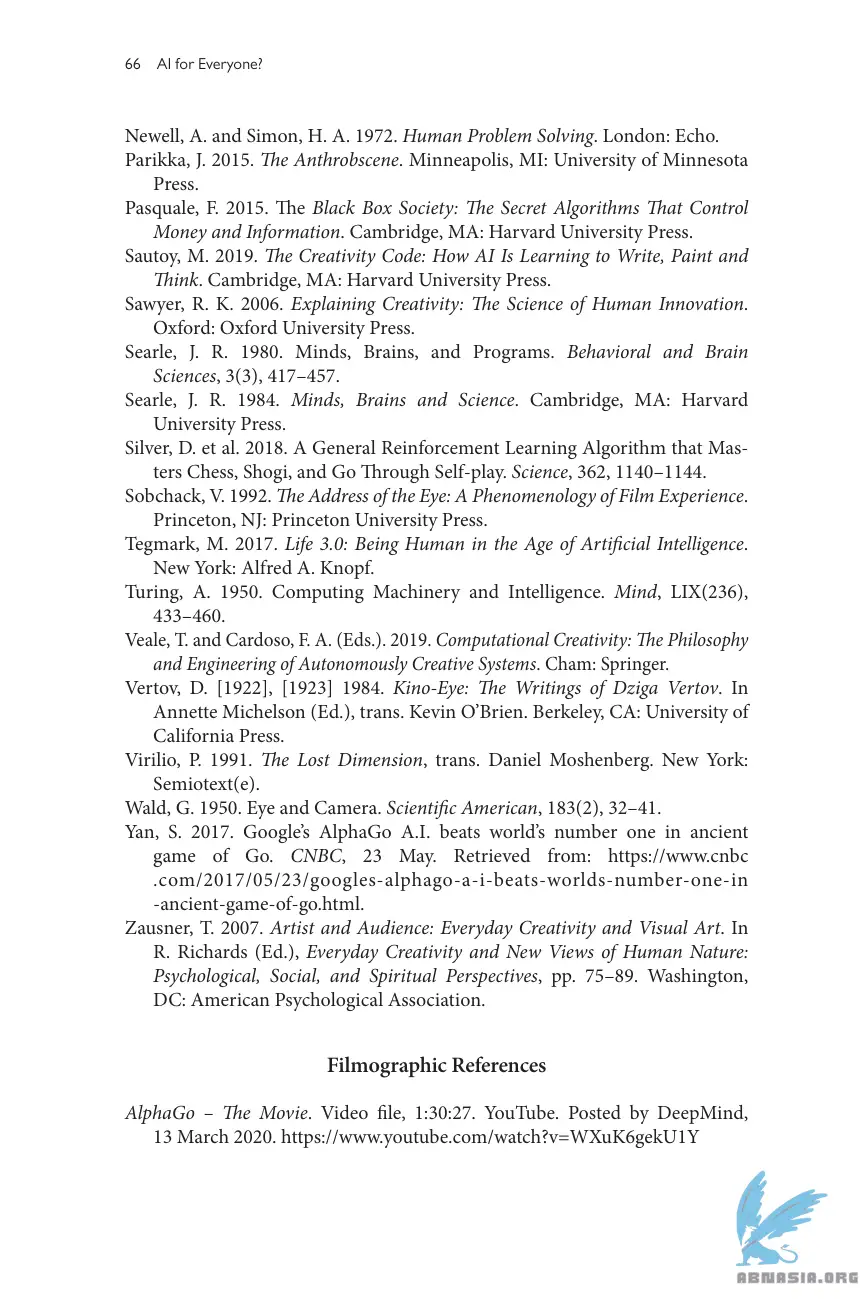 66 AI for Everyone?
Newell, A. and Simon, H. A. 1972. Human Problem Solving. London: Echo.
Parikka, J. 2015. The Anthrobscene. Minneapolis, MI: University of Minnesota
Press.
Pasquale, F. 2015. The Black Box Society: The Secret Algorithms That Control
Money and Information. Cambridge, MA: Harvard University Press.
Sautoy, M. 2019. The Creativity Code: How AI Is Learning to Write, Paint and
Think. Cambridge, MA: Harvard University Press.
Sawyer, R. K. 2006. Explaining Creativity: The Science of Human Innovation.
Oxford: Oxford University Press.
Searle, J. R. 1980. Minds, Brains, and Programs. Behavioral and Brain
Sciences, 3(3), 417–457.
Searle, J. R. 1984. Minds, Brains and Science. Cambridge, MA: Harvard
University Press.
Silver, D. et al. 2018. A General Reinforcement Learning Algorithm that Mas-
ters Chess, Shogi, and Go Through Self-play. Science, 362, 1140–1144.
Sobchack, V. 1992. The Address of the Eye: A Phenomenology of Film Experience.
Princeton, NJ: Princeton University Press.
Tegmark, M. 2017. Life 3.0: Being Human in the Age of Artificial Intelligence.
New York: Alfred A. Knopf.
Turing, A. 1950. Computing Machinery and Intelligence. Mind, LIX(236),
433–460.
Veale, T. and Cardoso, F. A. (Eds.). 2019. Computational Creativity: The Philosophy
and Engineering of Autonomously Creative Systems. Cham: Springer.
Vertov, D. [1922], [1923] 1984. Kino-Eye: The Writings of Dziga Vertov. In
Annette Michelson (Ed.), trans. Kevin O’Brien. Berkeley, CA: University of
California Press.
Virilio, P. 1991. The Lost Dimension, trans. Daniel Moshenberg. New York:
Semiotext(e).
Wald, G. 1950. Eye and Camera. Scientific American, 183(2), 32–41.
Yan, S. 2017. Google’s AlphaGo A.I. beats world’s number one in ancient
game of Go. CNBC, 23 May. Retrieved from: https://www.cnbc
.com/2017/05/23/googles-alphago-a-i-beats-worlds-number-one-in
-ancient-game-of-go.html.
Zausner, T. 2007. Artist and Audience: Everyday Creativity and Visual Art. In
R. Richards (Ed.), Everyday Creativity and New Views of Human Nature:
Psychological, Social, and Spiritual Perspectives, pp. 75–89. Washington,
DC: American Psychological Association.
Filmographic References
AlphaGo – The Movie. Video file, 1:30:27. YouTube. Posted by DeepMind,
13 March 2020. https://www.youtube.com/watch?v=WXuK6gekU1Y
ABNASIA.ORG